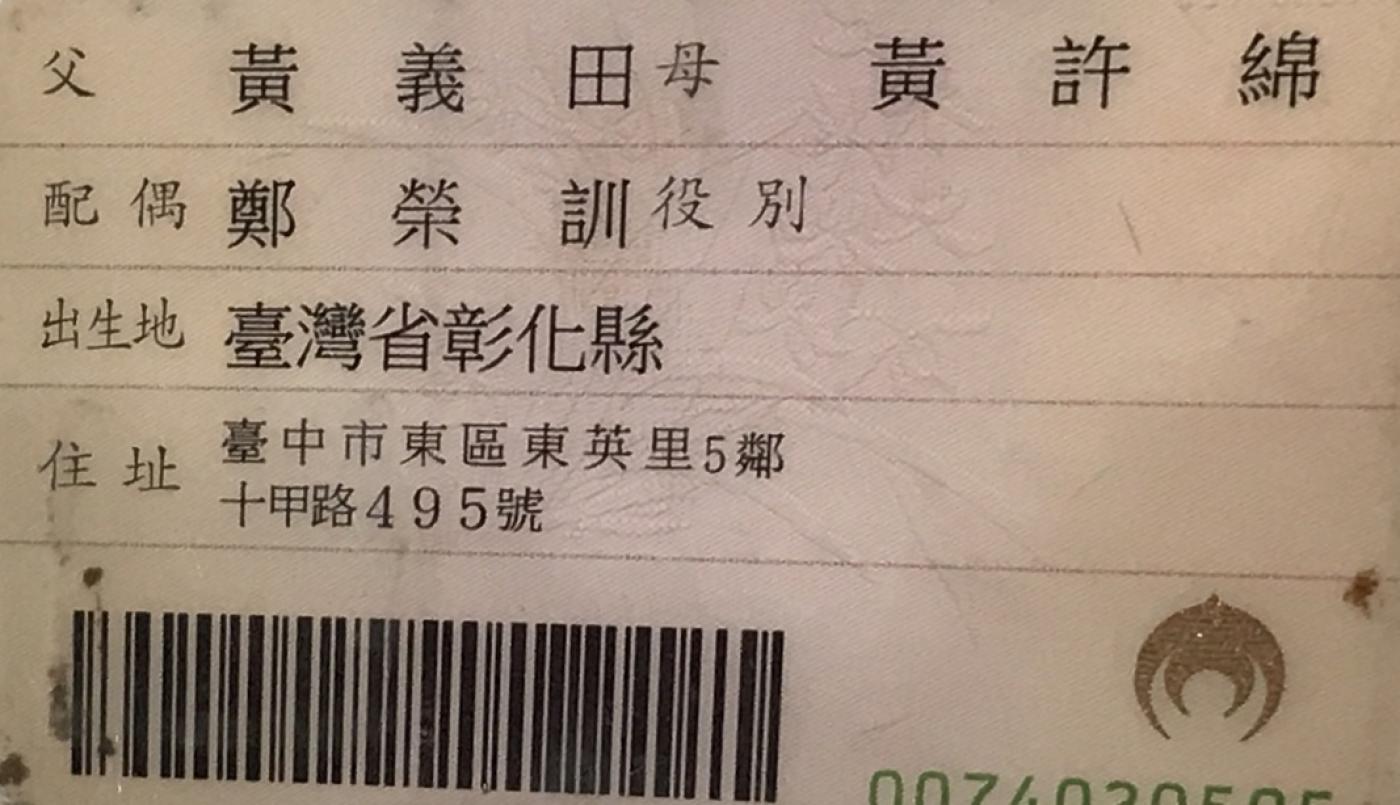 父 黃義田 母 黃許綿
配偶 鄭榮訓 役別
出生地 臺灣省彰化縣
住址 臺中市東區東英里5鄰
十甲路495號